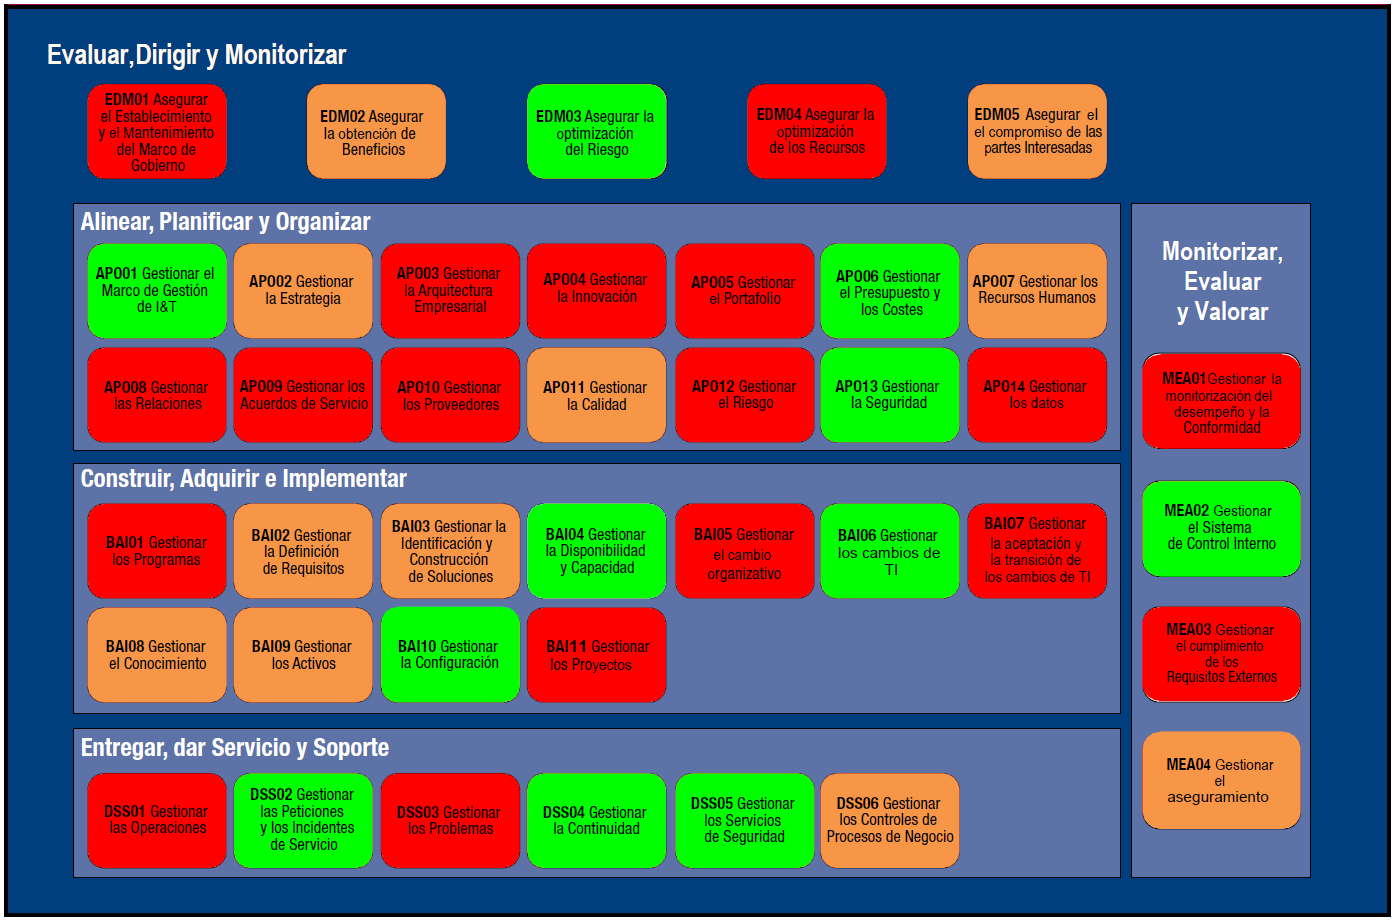 Evaluar,Dirigir y Monitorizar
EDM01 Asegurar
el Establecimiento
y el Mantenimiento
del Marco de
Gobierno
EDM02 Asegurar
la obtención de
Beneficios
EDM03 Asegurar la
optimización
del Riesgo
EDM04 Asegurar la
optimización
de los Recursos
EDM05 Asegurar el
el compromiso de las
partes Interesadas
Alinear, Planificar y Organizar
APO01 Gestionar el
Marco de Gestión
de I&T
APO02 Gestionar
la Estrategia
APO03 Gestionar
la Arquitectura
Empresarial
APO04 Gestionar
la Innovación
APO05 Gestionar
el Portafolio
APO06 Gestionar
el Presupuesto y
los Costes
APO07 Gestionar los
Recursos Humanos
APO08 Gestionar
las Relaciones
APO09 Gestionar los
Acuerdos de Servicio
APO10 Gestionar
los Proveedores
APO11 Gestionar
la Calidad
APO12 Gestionar
el Riesgo
APO13 Gestionar
la Seguridad
APO14 Gestionar
los datos
Construir, Adquirir e Implementar
BAI01 Gestionar
los Programas
BAI02 Gestionar
la Definición
de Requisitos
BAI03 Gestionar la
Identificación y
Construcción
de Soluciones
BAI04 Gestionar
la Disponibilidad
y Capacidad
BAI05 Gestionar
el cambio
organizativo
BAI06 Gestionar
los cambios de
TI
BAI07 Gestionar
la aceptación y
la transición de
los cambios de TI
BAI08 Gestionar
el Conocimiento
BAI09 Gestionar
los Activos
BAI10 Gestionar
la Configuración
BAI11 Gestionar
los Proyectos
Entregar, dar Servicio y Soporte
DSS01 Gestionar
las Operaciones
DSS02 Gestionar
las Peticiones
y los Incidentes
de Servicio
DSS03 Gestionar
los Problemas
DSS04 Gestionar
la Continuidad
DSS05 Gestionar
los Servicios
de Seguridad
DSS06 Gestionar
los Controles de
Procesos de Negocio
Monitorizar,
Evaluar
y Valorar
MEA01Gestionar la
monitorización del
desempeño y la
Conformidad
MEA02 Gestionar
el Sistema
de Control Interno
MEA03 Gestionar
el cumplimiento
de los
Requisitos Externos
MEA04 Gestionar
el
aseguramiento